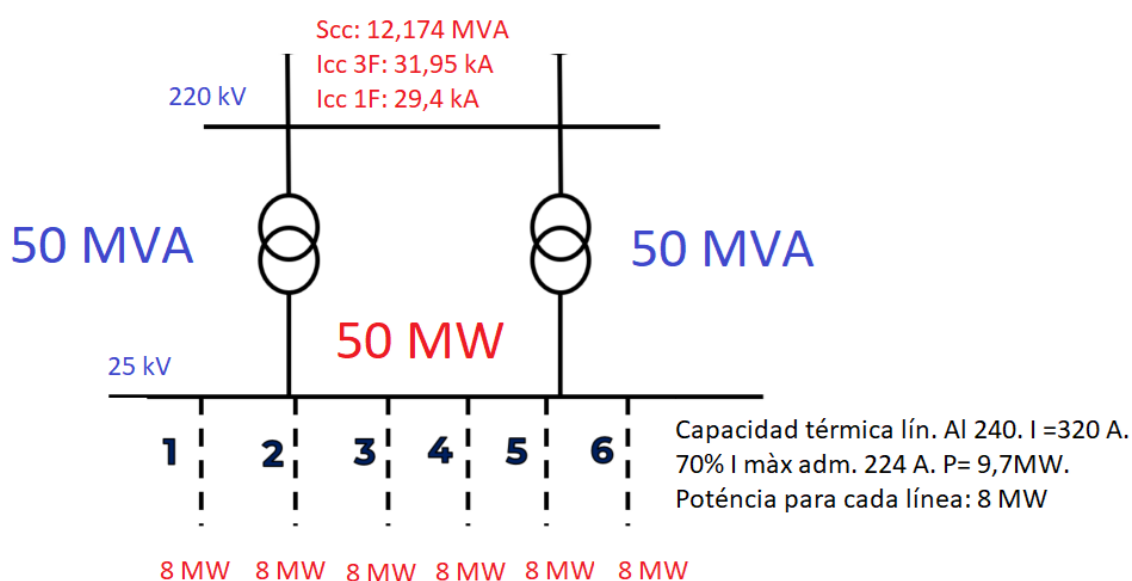 Scc: 12,174 MVA
Icc 3F: 31,95 kA
Icc 1F: 29,4 kA
220 kV
50 MVA
50 MVA
50 MW
25 kV
1 2 3 4 5 6
Capacidad térmica lín. Al 240. I =320 A.
70% I màx adm. 224 A. P= 9,7MW.
Poténcia para cada línea: 8 MW
8 MW 8 MW 8 MW 8 MW 8 MW 8 MW